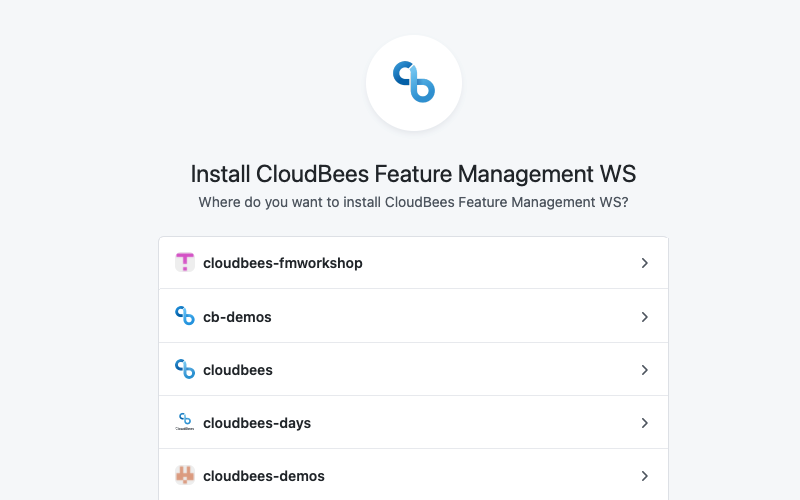 Install CloudBees Feature Management WS
Where do you want to install CloudBees Feature Management WS?
cloudbees-fmworkshop
cb-demos
cloudbees
cloudbees-days
cloudbees-demos